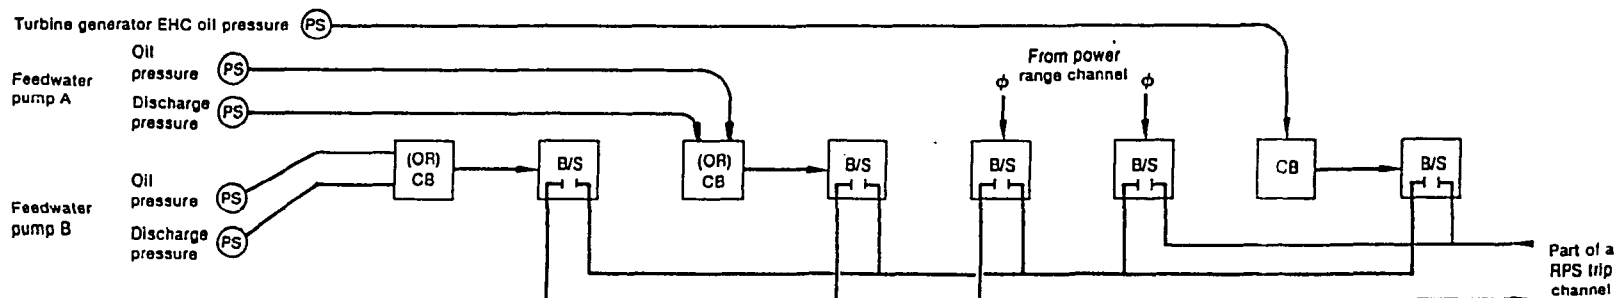 Turbine generator EHC oil pressure PS
Oil
pressure PS
Feedwater
pump A
Discharge
pressure PS
From power
range channel
ϕ ϕ
(OR)
CB
B/S
(OR)
CB
B/S
B/S
B/S
CB
B/S
Oil
pressure PS
Feedwater
pump B
Discharge
pressure PS
Part of a
RPS trip
channel